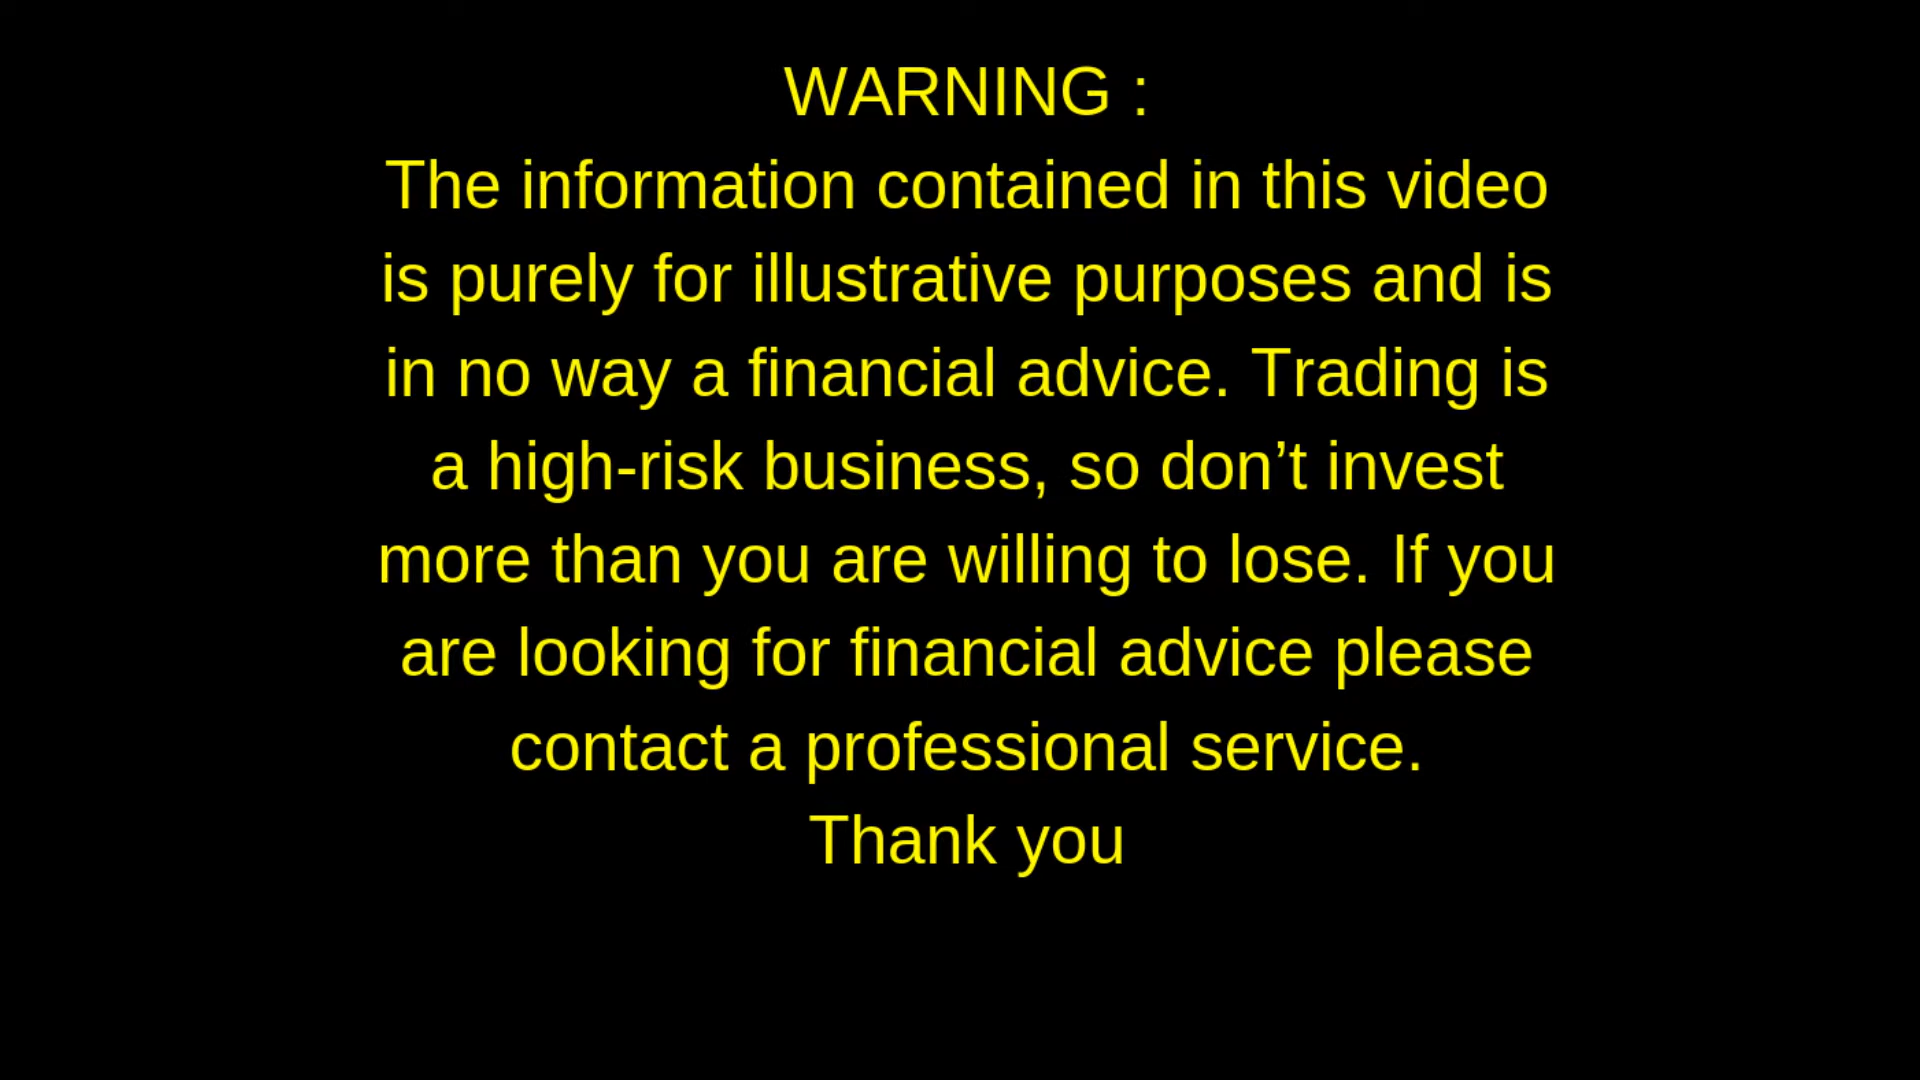 WARNING :
The information contained in this video
is purely for illustrative purposes and is
in no way a financial advice. Trading is
a high-risk business, so don’t invest
more than you are willing to lose. If you
are looking for financial advice please
contact a professional service.
Thank you